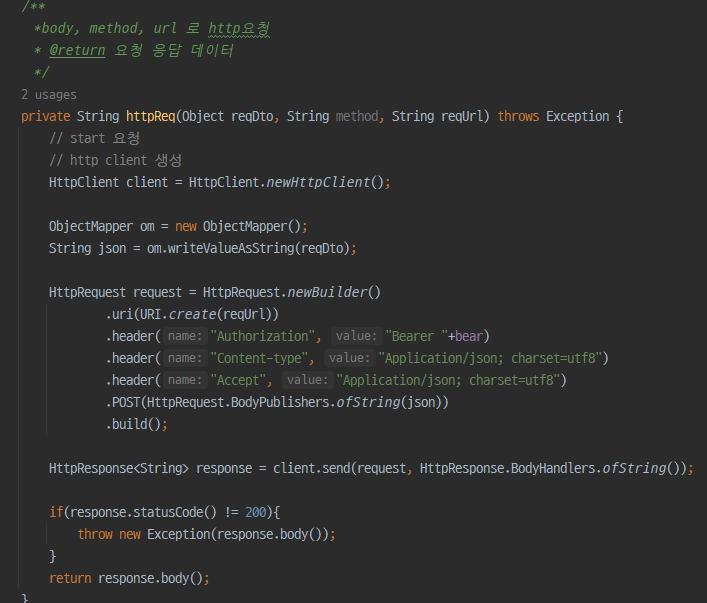 /**
 *body, method, url 로 http요청
 * @return 요청 응답 데이터
 */
2 usages
private String httpReq(Object reqDto, String method, String reqUrl) throws Exception {
    // start 요청
    // http client 생성
    HttpClient client = HttpClient.newHttpClient();
    ObjectMapper om = new ObjectMapper();
    String json = om.writeValueAsString(reqDto);
    HttpRequest request = HttpRequest.newBuilder()
            .uri(URI.create(reqUrl))
            .header( name: "Authorization", value: "Bearer "+bear)
            .header( name: "Content-type", value: "Application/json; charset=utf8")
            .header( name: "Accept", value: "Application/json; charset=utf8")
            .POST(HttpRequest.BodyPublishers.ofString(json))
            .build();
    HttpResponse<String> response = client.send(request, HttpResponse.BodyHandlers.ofString());
    if(response.statusCode() != 200){
        throw new Exception(response.body());
    }
    return response.body();
}